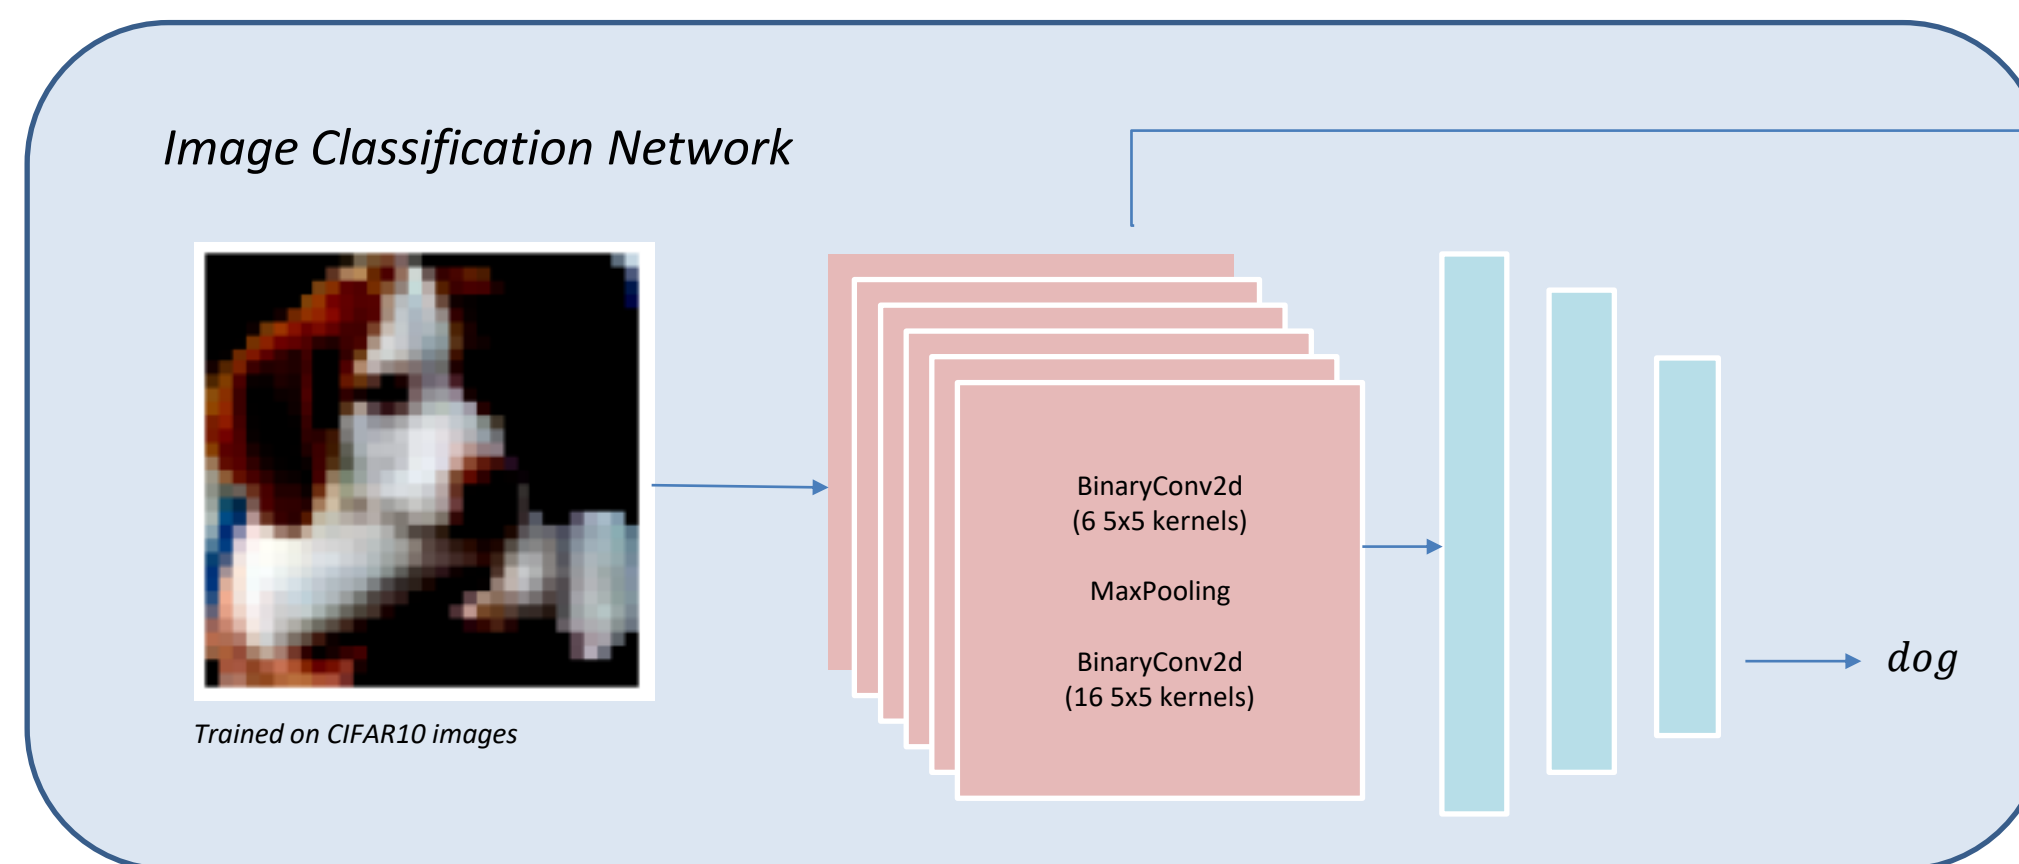 Image Classification Network
BinaryConv2d
(6 5x5 kernels)
MaxPooling
BinaryConv2d
(16 5x5 kernels)
dog
Trained on CIFAR10 images